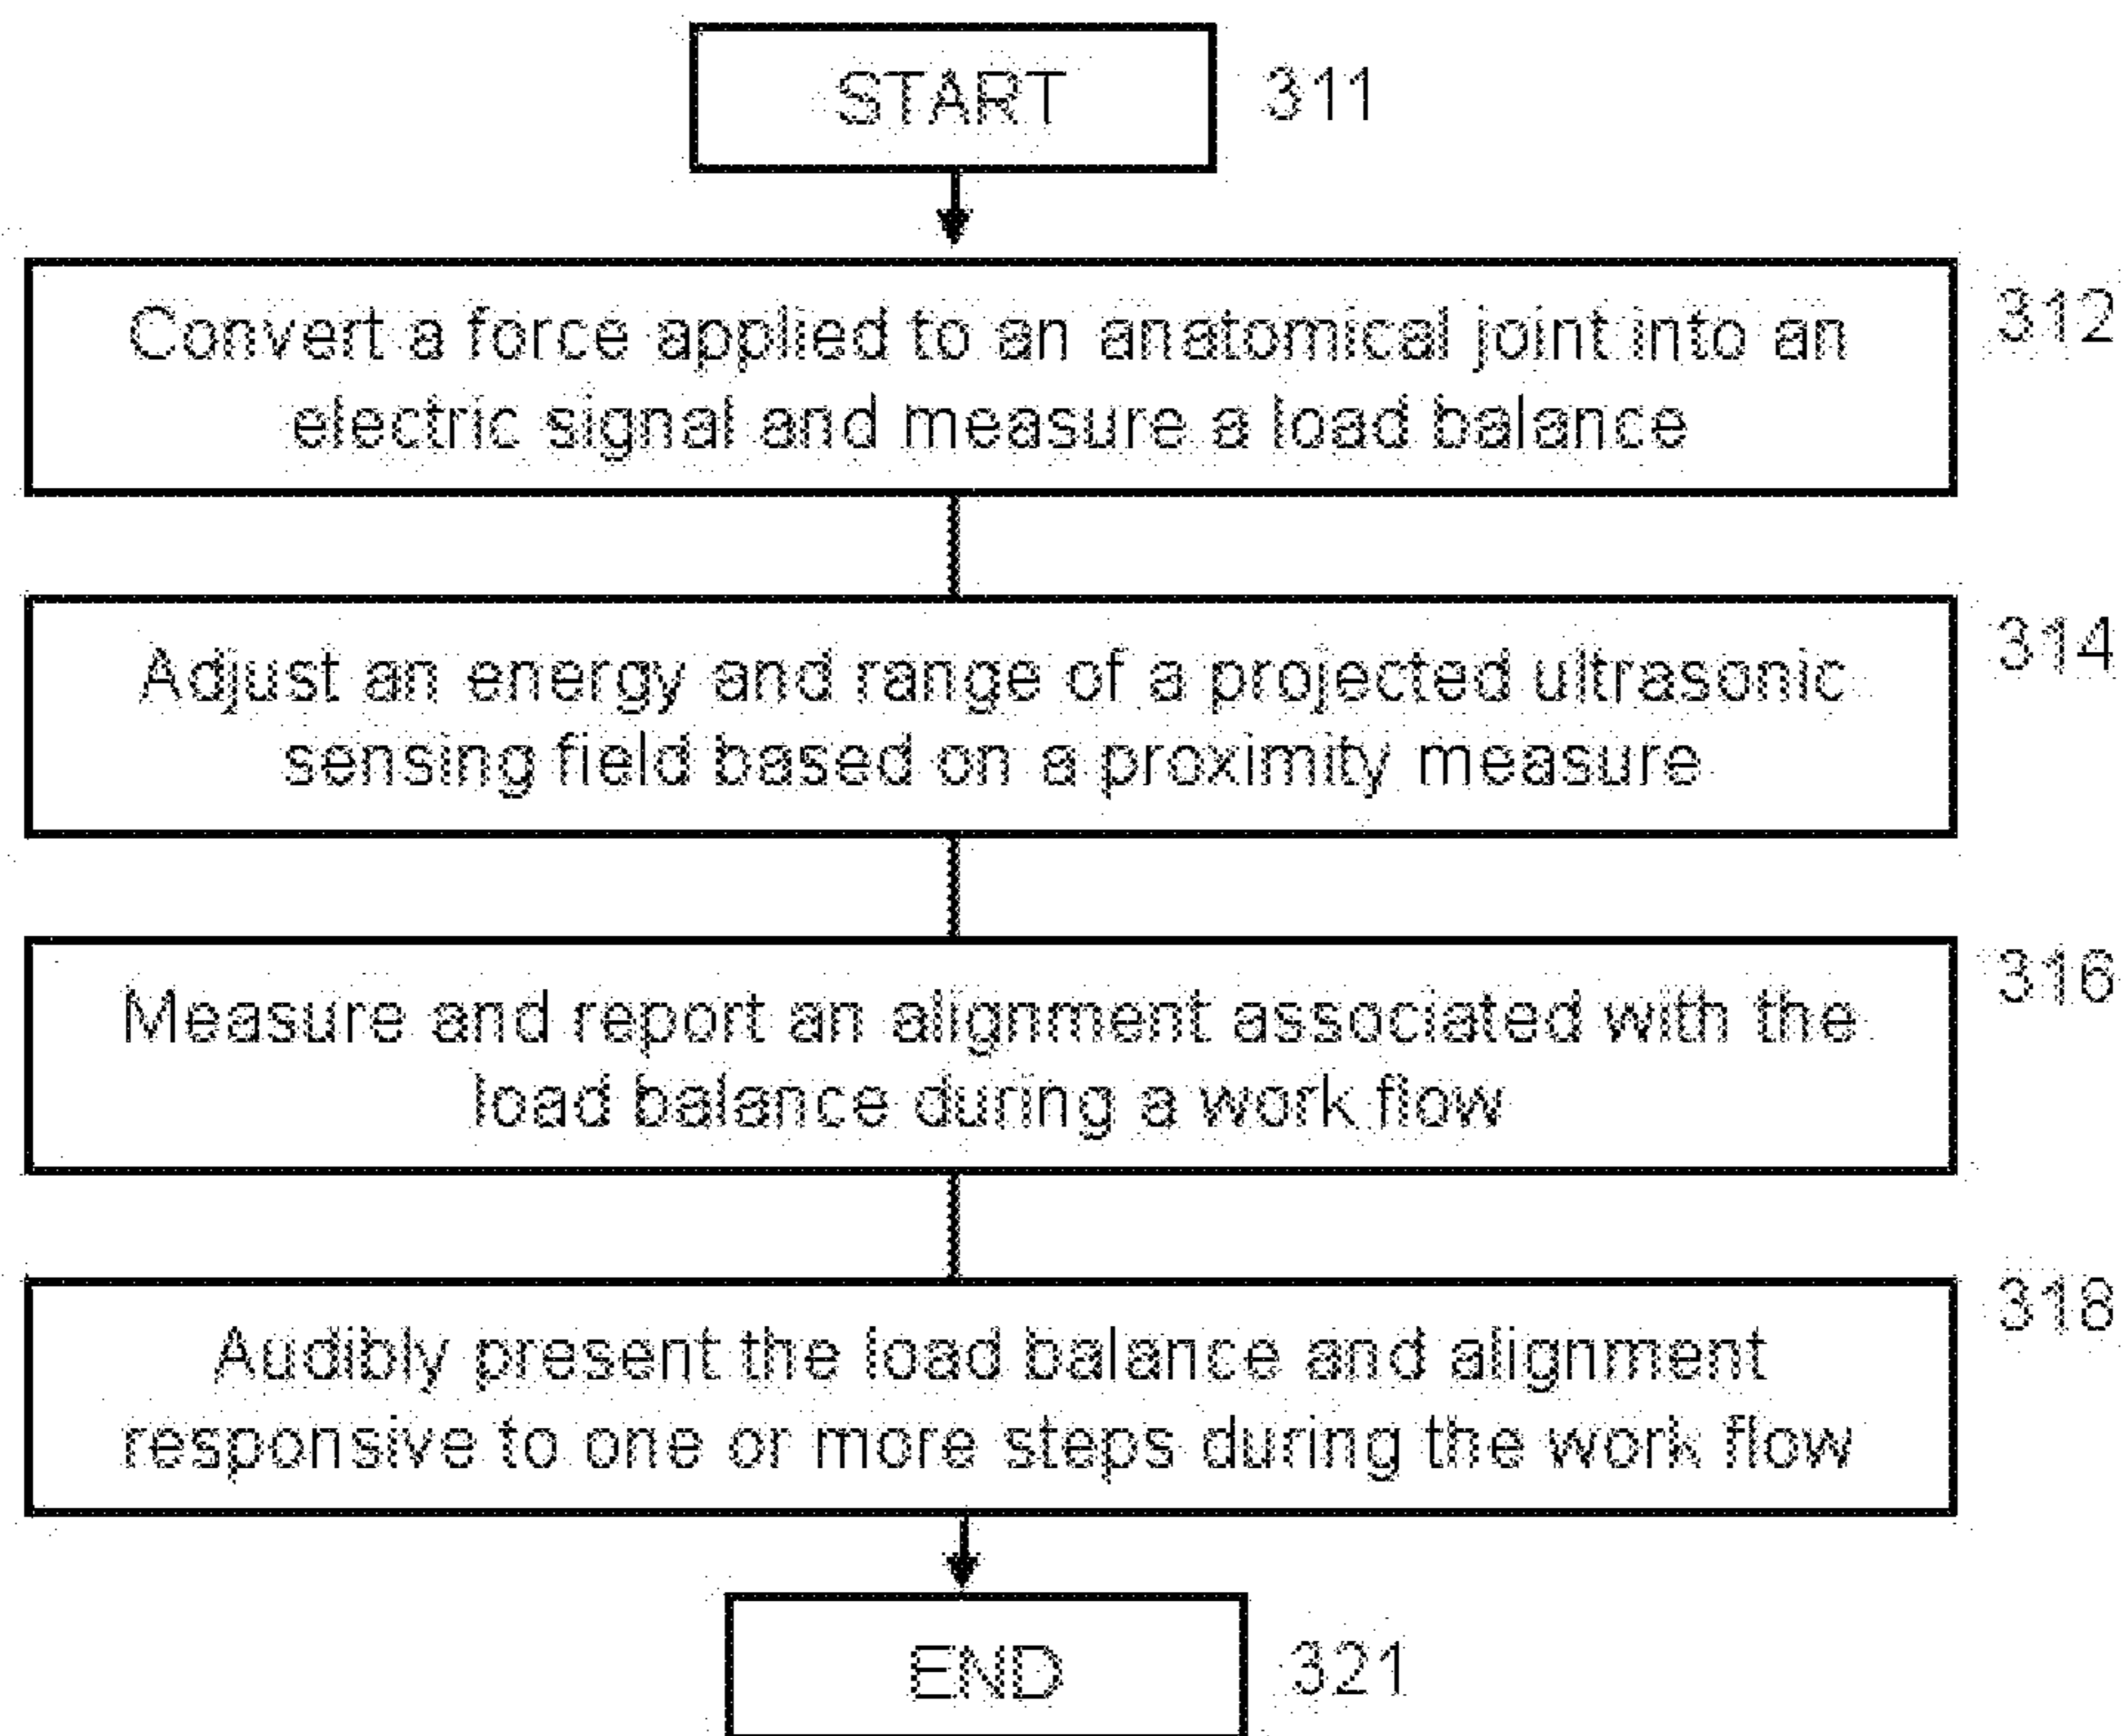 START 311
Convert a force applied to an anatomical joint into an 312
electric signal and measure a load balance
Adjust an energy and range of a projected ultrasonic 314
sensing field based on a proximity measure
Measure and report an alignment associated with the 316
load balance during a work flow
Audibly present the load balance and alignment 318
responsive to one or more steps during the work flow
END 321